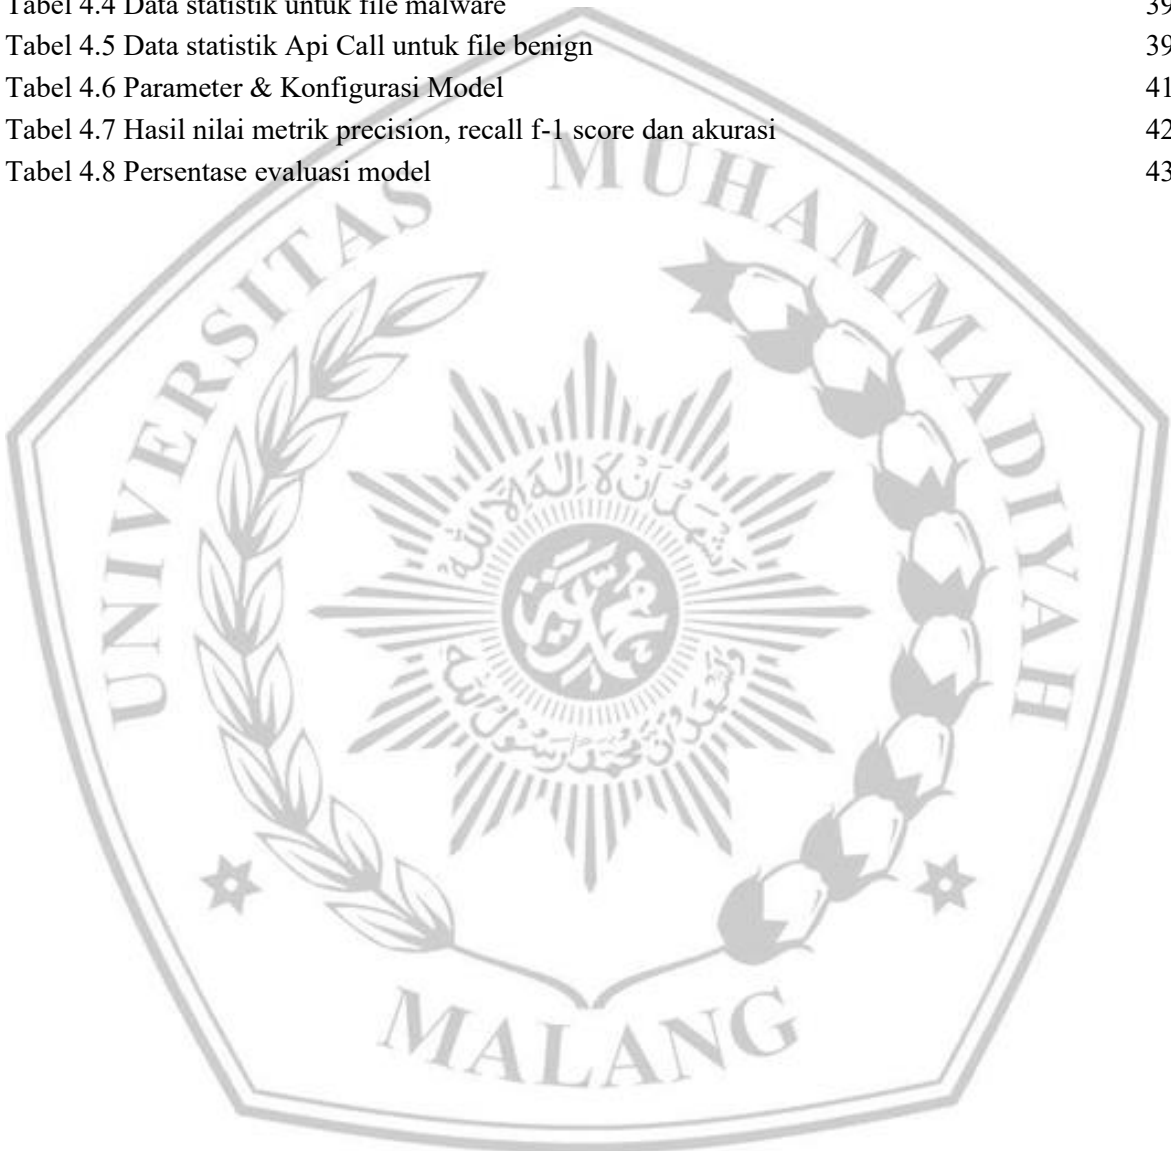 Tabel 4.4 Data statistik untuk file malware 39
Tabel 4.5 Data statistik Api Call untuk file benign 39
Tabel 4.6 Parameter & Konfigurasi Model 41
Tabel 4.7 Hasil nilai metrik precision, recall f-1 score dan akurasi 42
Tabel 4.8 Persentase evaluasi model 43
UNIVERSITAS MUHAMMADIYAH
MALANG